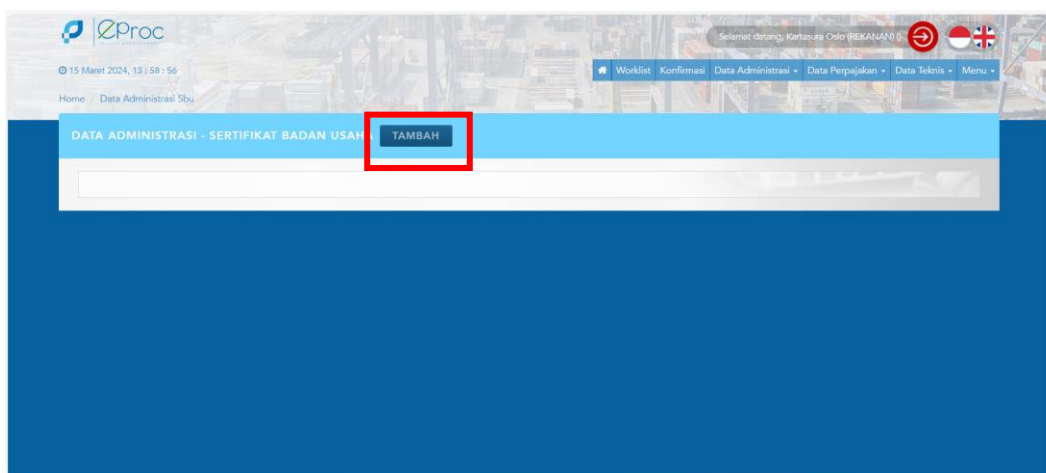 eProc
Selamat datang, Kartasura Oslo (REKANAN)
15 Maret 2024, 13 : 58 : 56
Worklist Konfirmasi Data Administrasi Data Perpajakan Data Teknis Menu
Home / Data Administrasi Sbu
DATA ADMINISTRASI - SERTIFIKAT BADAN USAHA TAMBAH